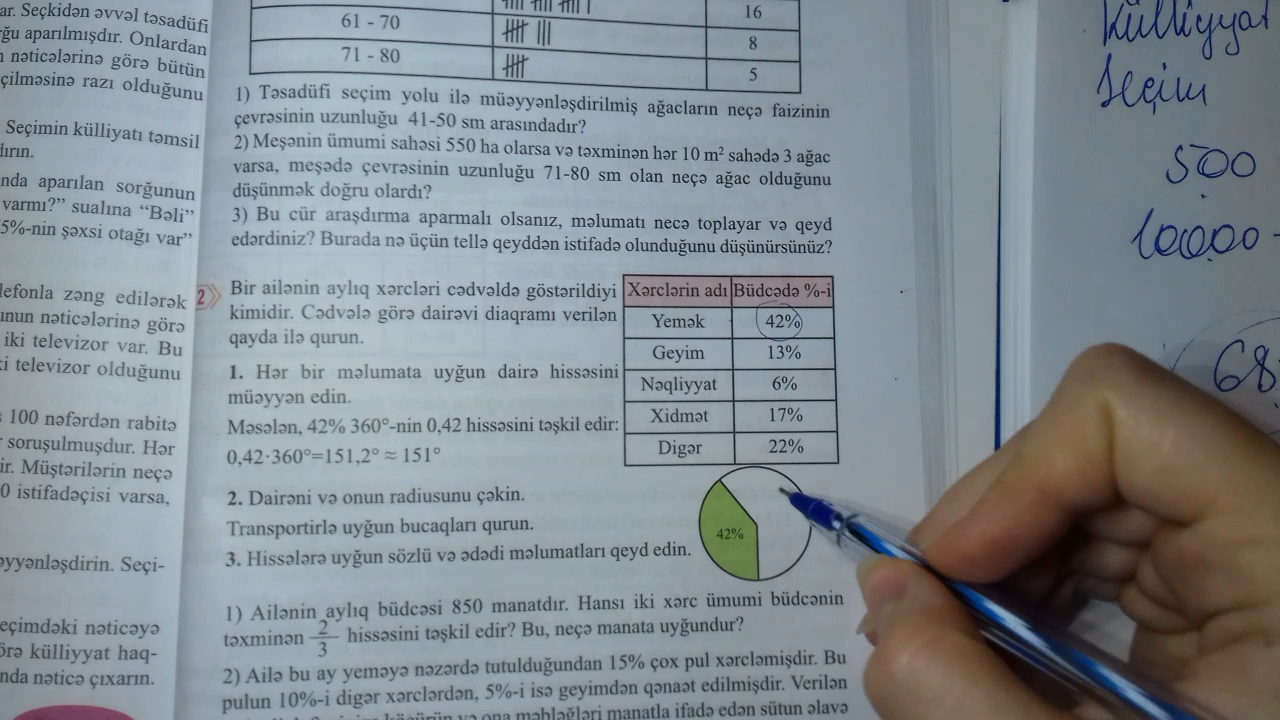 ar. Seçkidən əvvəl təsadüfi
ğu aparılmışdır. Onlardan
nəticələrinə görə bütün
çilməsinə razı olduğunu
Seçimin külliyatı təmsil
dırın.
nda aparılan sorğunun
varmı?” sualına “Bəli”
5%-nin şəxsi otağı var”
lefonla zəng edilərək
unun nəticələrinə görə
iki televizor var. Bu
ki televizor olduğunu
100 nəfərdən rabitə
soruşulmuşdur. Hər
ir. Müştərilərin neçə
0 istifadəçisi varsa,
əyyənləşdirin. Seçi-
eçimdəki nəticəyə
örə külliyyat haq-
nda nəticə çıxarın.
16
61 - 70 8
71 - 80 5
1) Təsadüfi seçim yolu ilə müəyyənləşdirilmiş ağacların neçə faizinin
çevrəsinin uzunluğu 41-50 sm arasındadır?
2) Meşənin ümumi sahəsi 550 ha olarsa və təxminən hər 10 m² sahədə 3 ağac
varsa, meşədə çevrəsinin uzunluğu 71-80 sm olan neçə ağac olduğunu
düşünmək doğru olardı?
3) Bu cür araşdırma aparmalı olsanız, məlumatı necə toplayar və qeyd
edərdiniz? Burada nə üçün tellə qeyddən istifadə olunduğunu düşünürsünüz?
2 Bir ailənin aylıq xərcləri cədvəldə göstərildiyi
kimidir. Cədvələ görə dairəvi diaqramı verilən
qayda ilə qurun.
1. Hər bir məlumata uyğun dairə hissəsini
müəyyən edin.
Məsələn, 42% 360°-nin 0,42 hissəsini təşkil edir:
0,42·360°=151,2° ≈ 151°
2. Dairəni və onun radiusunu çəkin.
Transportirlə uyğun bucaqları qurun.
3. Hissələrə uyğun sözlü və ədədi məlumatları qeyd edin.
Xərclərin adı Büdcədə %-i
Yemək 42%
Geyim 13%
Nəqliyyat 6%
Xidmət 17%
Digər 22%
42%
1) Ailənin aylıq büdcəsi 850 manatdır. Hansı iki xərc ümumi büdcənin
təxminən 2/3 hissəsini təşkil edir? Bu, neçə manata uyğundur?
2) Ailə bu ay yeməyə nəzərdə tutulduğundan 15% çox pul xərcləmişdir. Bu
pulun 10%-i digər xərclərdən, 5%-i isə geyimdən qənaət edilmişdir. Verilən
və ona məbləğləri manatla ifadə edən sütun əlavə
Külliyyat
Seçim
500
10000
68